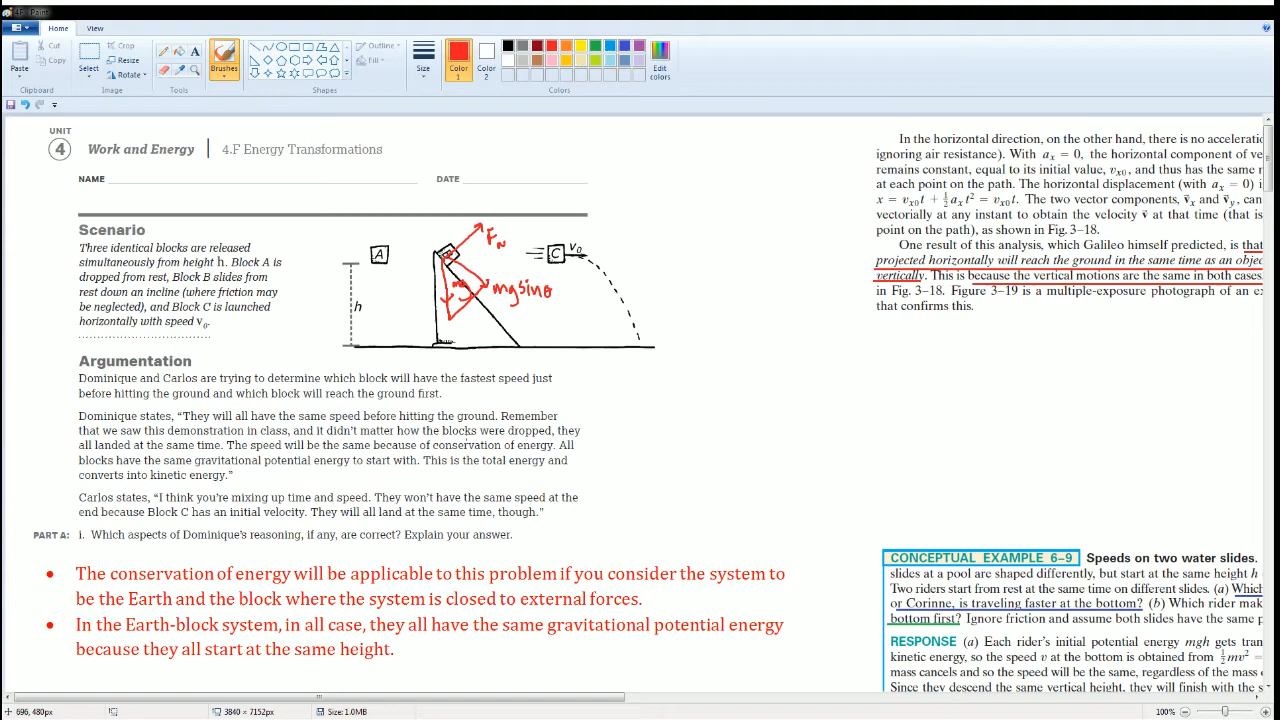 4F - Paint
Home
View
Cut
Copy
Paste
Clipboard
Crop
Resize
Rotate
Select
Image
A
Tools
Brushes
Outline
Fill
Shapes
Size
Color
1
Color
2
Edit
colors
Colors
UNIT
4 Work and Energy 4.F Energy Transformations
NAME
DATE
Scenario
Three identical blocks are released
simultaneously from height h. Block A is
dropped from rest, Block B slides from
rest down an incline (where friction may
be neglected), and Block C is launched
horizontally with speed v0.
A
h
FN
mg
mgsinθ
C
v0
Argumentation
Dominique and Carlos are trying to determine which block will have the fastest speed just
before hitting the ground and which block will reach the ground first.
Dominique states, “They will all have the same speed before hitting the ground. Remember
that we saw this demonstration in class, and it didn’t matter how the blocks were dropped, they
all landed at the same time. The speed will be the same because of conservation of energy. All
blocks have the same gravitational potential energy to start with. This is the total energy and
converts into kinetic energy.”
Carlos states, “I think you’re mixing up time and speed. They won’t have the same speed at the
end because Block C has an initial velocity. They will all land at the same time, though.”
PART A: i. Which aspects of Dominique’s reasoning, if any, are correct? Explain your answer.
• The conservation of energy will be applicable to this problem if you consider the system to
be the Earth and the block where the system is closed to external forces.
• In the Earth-block system, in all case, they all have the same gravitational potential energy
because they all start at the same height.
In the horizontal direction, on the other hand, there is no
ignoring air resistance). With ax = 0, the horizontal component of
remains constant, equal to its initial value, vx0, and thus has the same
at each point on the path. The horizontal displacement (with ax = 0)
x = vx0t + ½axt² = vx0t. The two vector components, v⃗x and v⃗y, can
vectorially at any instant to obtain the velocity v⃗ at that time (that is
point on the path), as shown in Fig. 3–18.
One result of this analysis, which Galileo himself predicted, is that
projected horizontally will reach the ground in the same time as an
vertically. This is because the vertical motions are the same in both cases,
in Fig. 3–18. Figure 3–19 is a multiple-exposure photograph of an
that confirms this.
CONCEPTUAL EXAMPLE 6–9 Speeds on two water slides.
slides at a pool are shaped differently, but start at the same height h
Two riders start from rest at the same time on different slides. (a) Which
or Corinne, is traveling faster at the bottom? (b) Which rider
bottom first? Ignore friction and assume both slides have the same
RESPONSE (a) Each rider’s initial potential energy mgh gets
kinetic energy, so the speed v at the bottom is obtained from ½mv² =
mass cancels and so the speed will be the same, regardless of the mass
Since they descend the same vertical height, they will finish with the
696, 480px
3840 × 7152px
Size: 1.0MB
100%